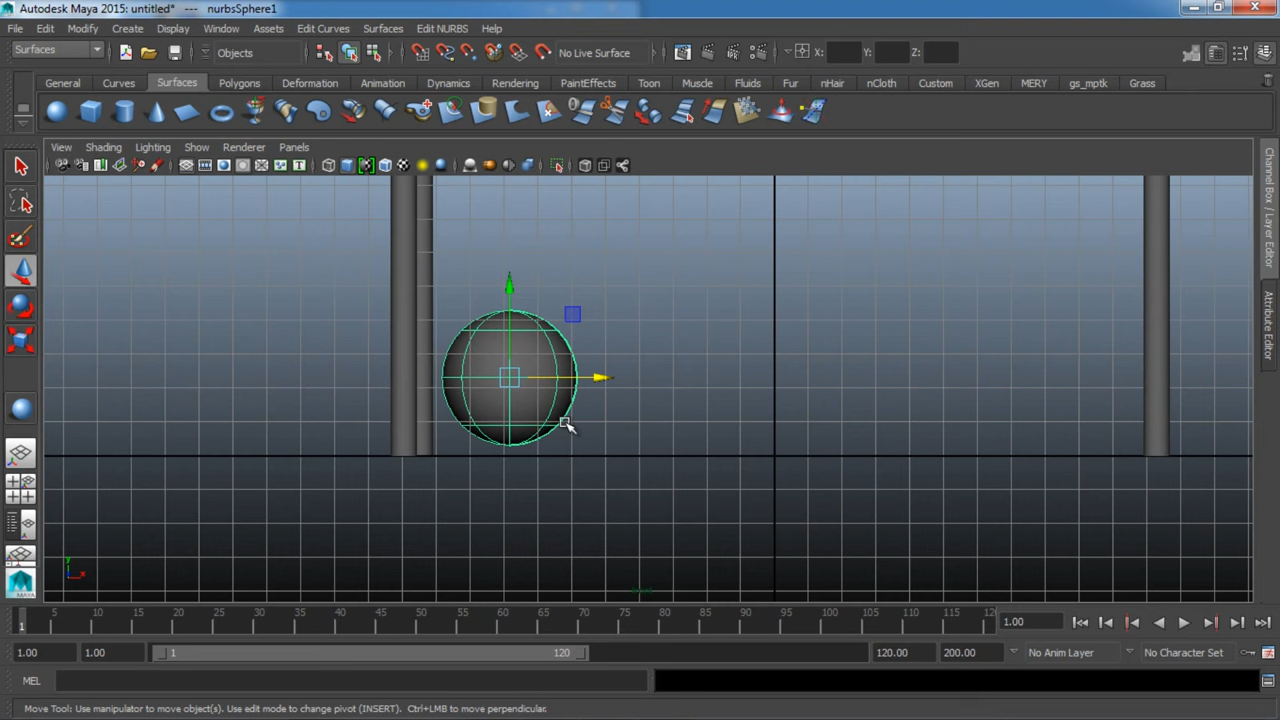 Autodesk Maya 2015: untitled*   ---   nurbsSphere1
File Edit Modify Create Display Window Assets Edit Curves Surfaces Edit NURBS Help
Surfaces Objects No Live Surface X: Y: Z:
General Curves Surfaces Polygons Deformation Animation Dynamics Rendering PaintEffects Toon Muscle Fluids Fur nHair nCloth Custom XGen MERY gs_mptk Grass
View Shading Lighting Show Renderer Panels
Channel Box / Layer Editor
Attribute Editor
y
x
MAYA
5 10 15 20 25 30 35 40 45 50 55 60 65 70 75 80 85 90 95 100 105 110 115 12
1 1.00
1.00 1.00 1 120 120.00 200.00 No Anim Layer No Character Set
MEL
Move Tool: Use manipulator to move object(s). Use edit mode to change pivot (INSERT). Ctrl+LMB to move perpendicular.